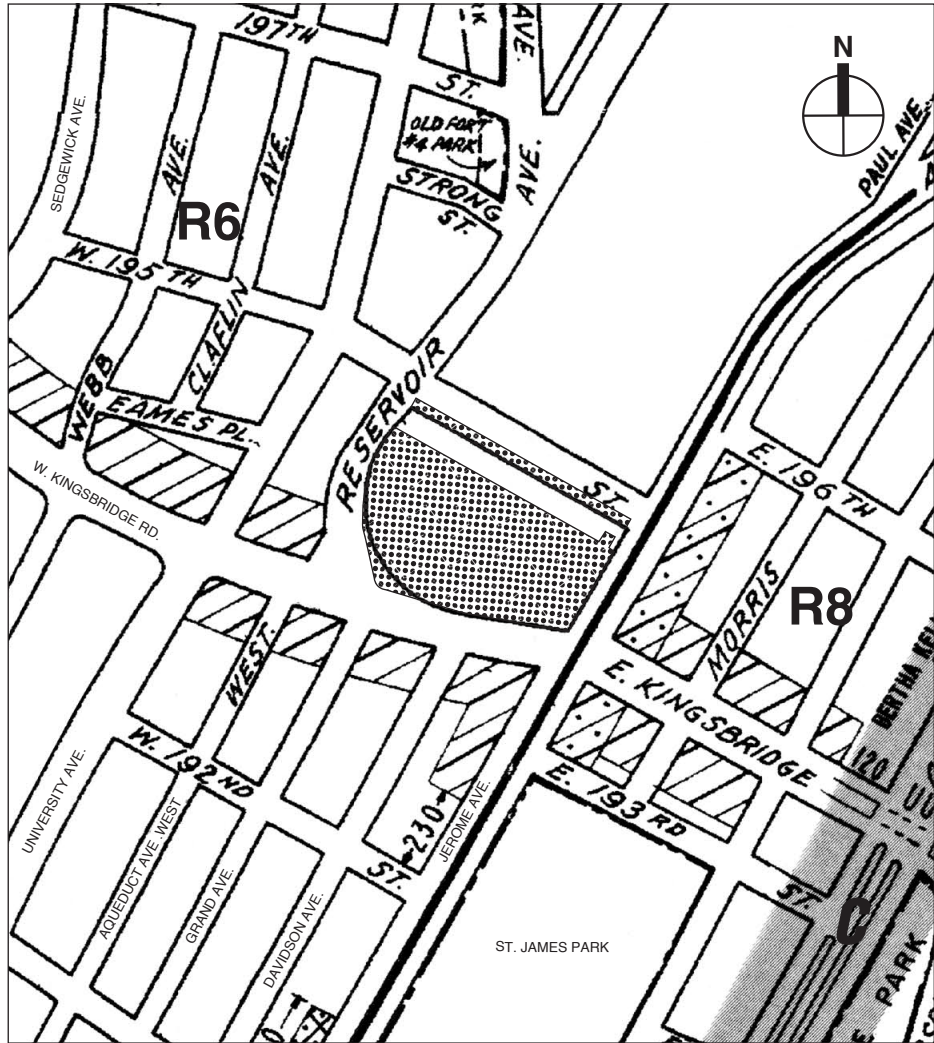 197TH
AVE.
ST.
N
SEDGEWICK AVE.
AVE.
AVE.
OLD FORT
#4 PARK
AVE.
PAUL AVE.
STRONG
ST.
R6
W. 195TH
CLAFLIN
WEBB
RESERVOIR
EAMES PL.
E. 196TH
W. KINGSBRIDGE RD.
ST.
MORRIS
R8
WEST.
E. KINGSBRIDGE
BERTHA
120
W. 192ND
E. 193RD
UNIVERSITY AVE.
230
JEROME AVE.
ST.
AQUEDUCT AVE. WEST
GRAND AVE.
ST.
C
DAVIDSON AVE.
ST. JAMES PARK
PARK